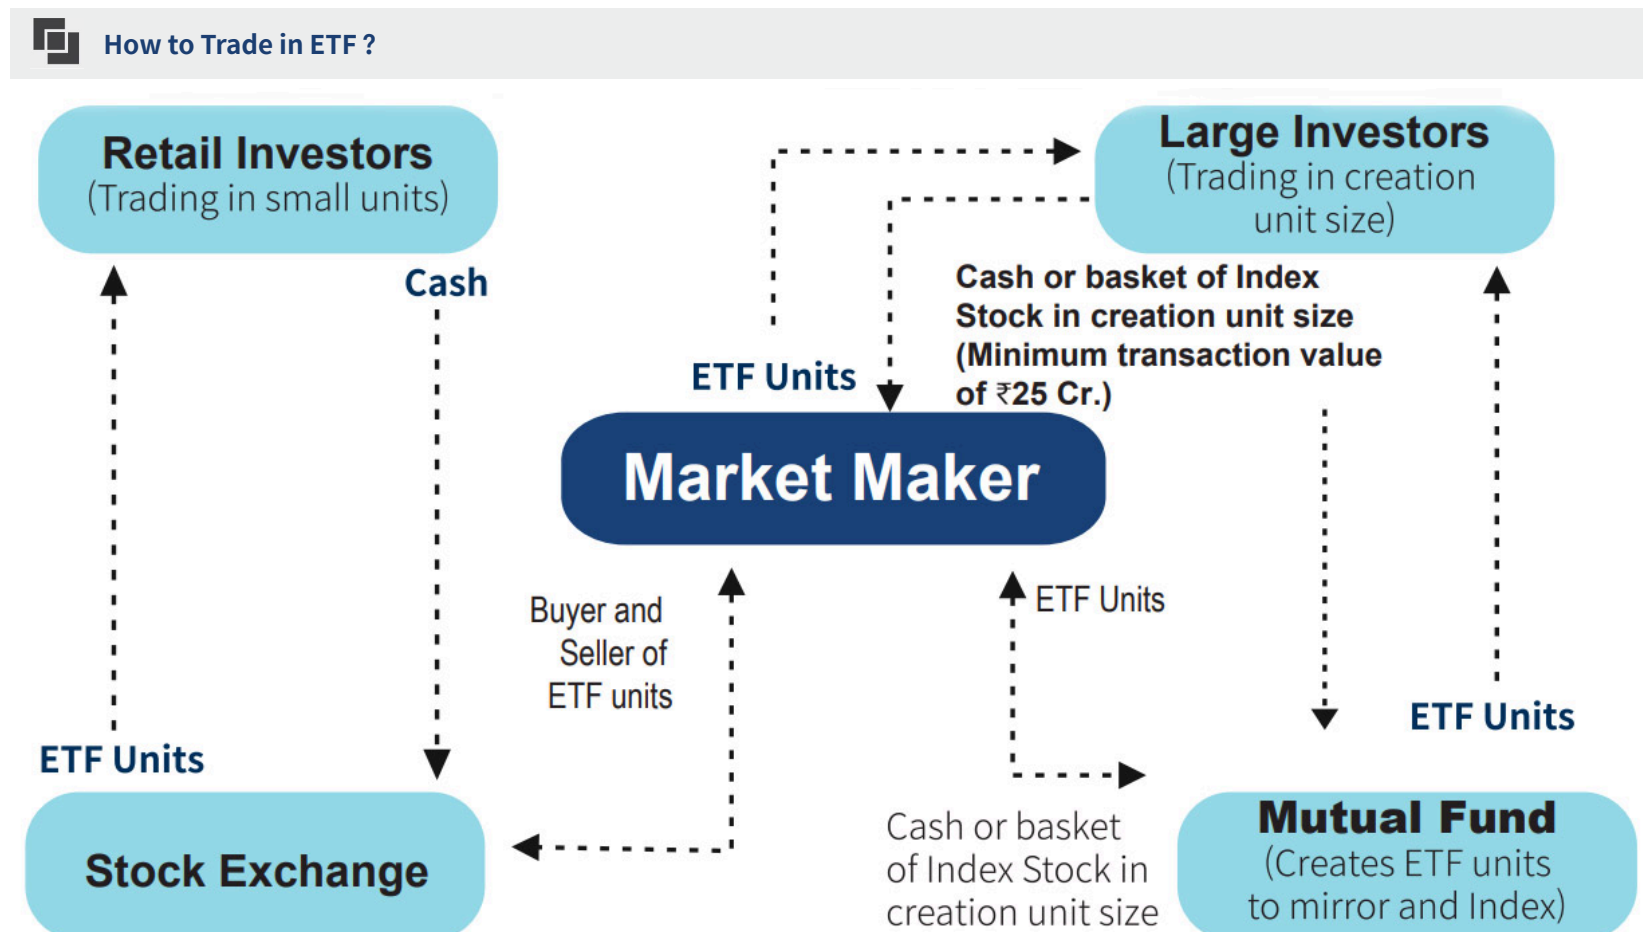 How to Trade in ETF ?
Retail Investors
(Trading in small units)
Large Investors
(Trading in creation
unit size)
Cash
Cash or basket of Index
Stock in creation unit size
(Minimum transaction value
of ₹25 Cr.)
ETF Units
Market Maker
Buyer and
Seller of
ETF units
ETF Units
ETF Units
ETF Units
Stock Exchange
Cash or basket
of Index Stock in
creation unit size
Mutual Fund
(Creates ETF units
to mirror and Index)